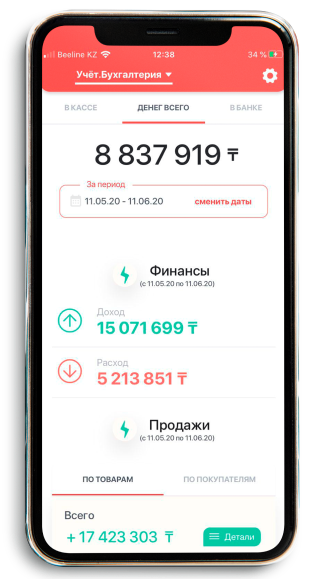 Beeline KZ 12:38 34 %
Учёт.Бухгалтерия
В КАССЕ ДЕНЕГ ВСЕГО В БАНКЕ
8 837 919 ₸
За период
11.05.20 - 11.06.20 сменить даты
Финансы
(с 11.05.20 по 11.06.20)
Доход
15 071 699 ₸
Расход
5 213 851 ₸
Продажи
(с 11.05.20 по 11.06.20)
ПО ТОВАРАМ ПО ПОКУПАТЕЛЯМ
Всего
+ 17 423 303 ₸ Детали